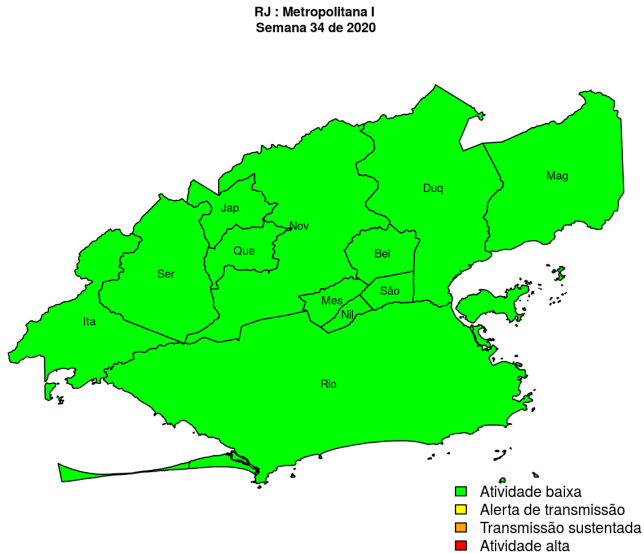 RJ : Metropolitana I
Semana 34 de 2020
Mag
Duq
Jap
Nov
Que
Bel
Ser
São
Mes
Nil
Ita
Rio
Atividade baixa
Alerta de transmissão
Transmissão sustentada
Atividade alta